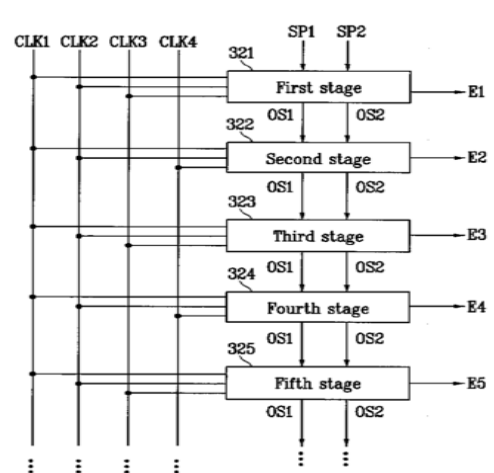 SP1 SP2
CLK1 CLK2 CLK3 CLK4
321
First stage
E1
OS1 OS2
322
Second stage
E2
OS1 OS2
323
Third stage
E3
OS1 OS2
324
Fourth stage
E4
OS1 OS2
325
Fifth stage
E5
OS1 OS2